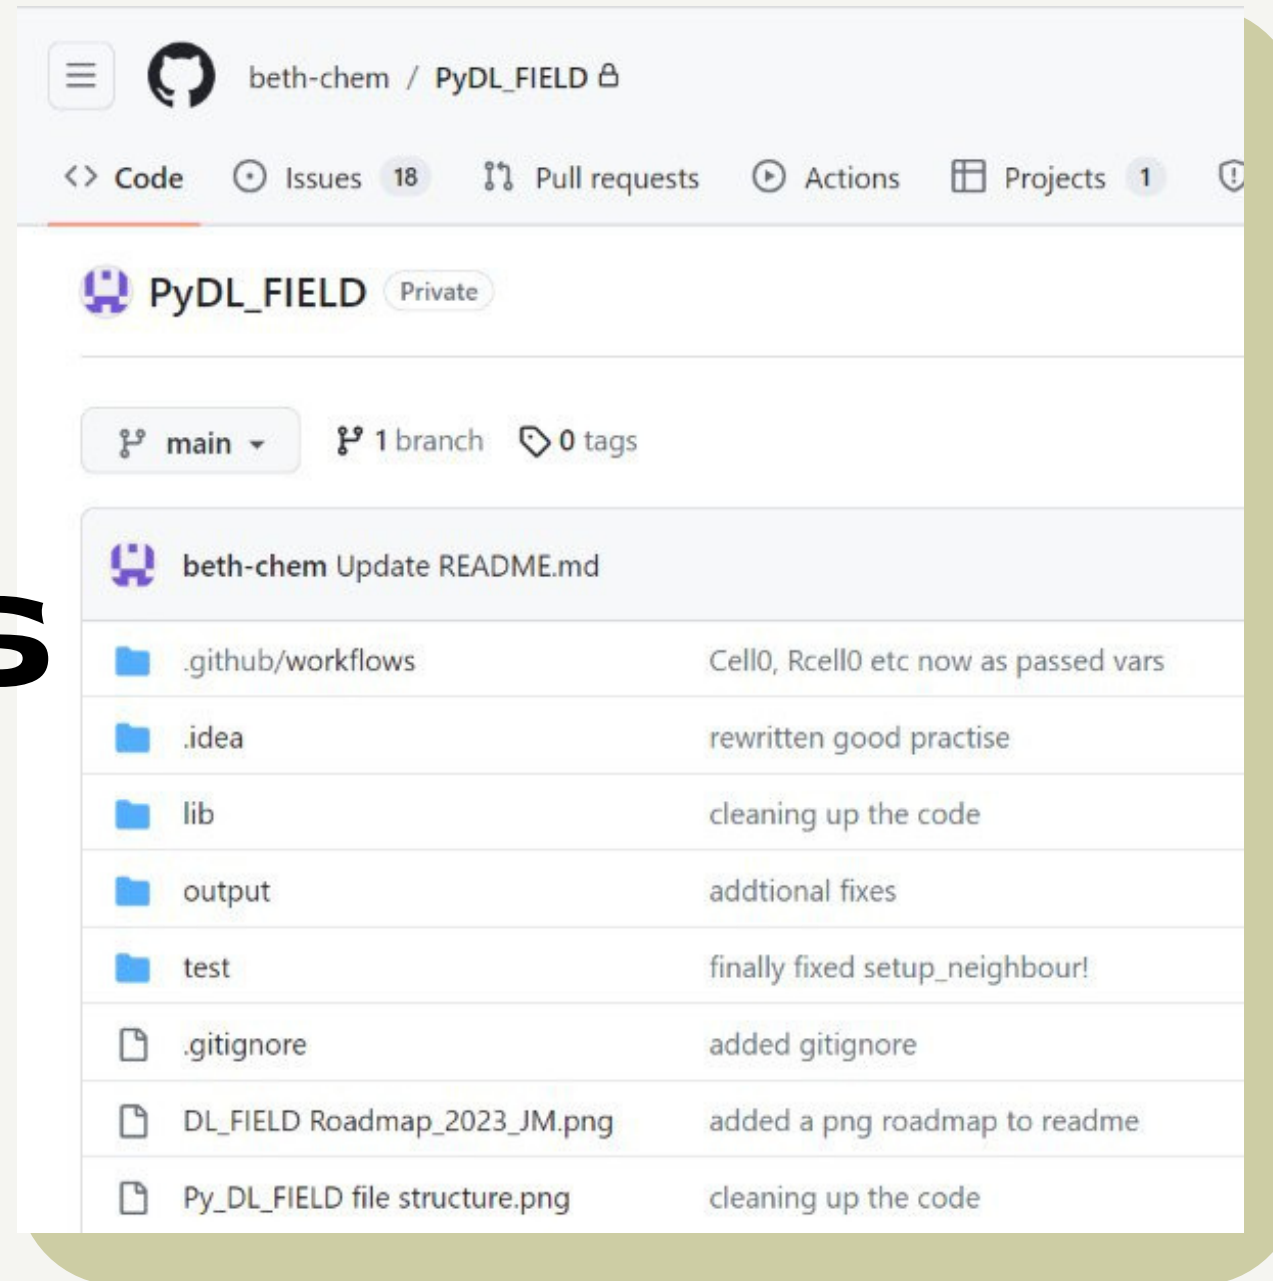 beth-chem / PyDL_FIELD
Code Issues 18 Pull requests Actions Projects 1
PyDL_FIELD Private
main 1 branch 0 tags
beth-chem Update README.md
s
.github/workflows Cell0, Rcell0 etc now as passed vars
.idea rewritten good practise
lib cleaning up the code
output addtional fixes
test finally fixed setup_neighbour!
.gitignore added gitignore
DL_FIELD Roadmap_2023_JM.png added a png roadmap to readme
Py_DL_FIELD file structure.png cleaning up the code